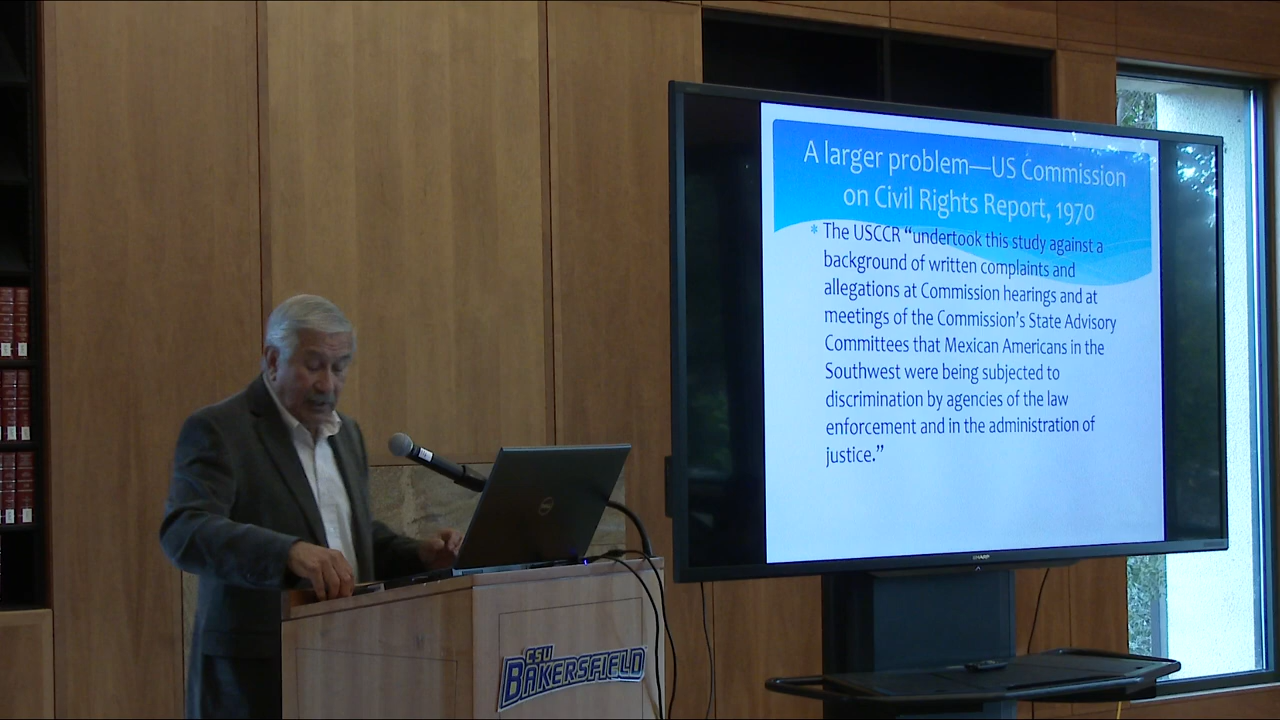 A larger problem—US Commission
on Civil Rights Report, 1970
* The USCCR “undertook this study against a
background of written complaints and
allegations at Commission hearings and at
meetings of the Commission’s State Advisory
Committees that Mexican Americans in the
Southwest were being subjected to
discrimination by agencies of the law
enforcement and in the administration of
justice.”
SHARP
DELL
CSU
BAKERSFIELD